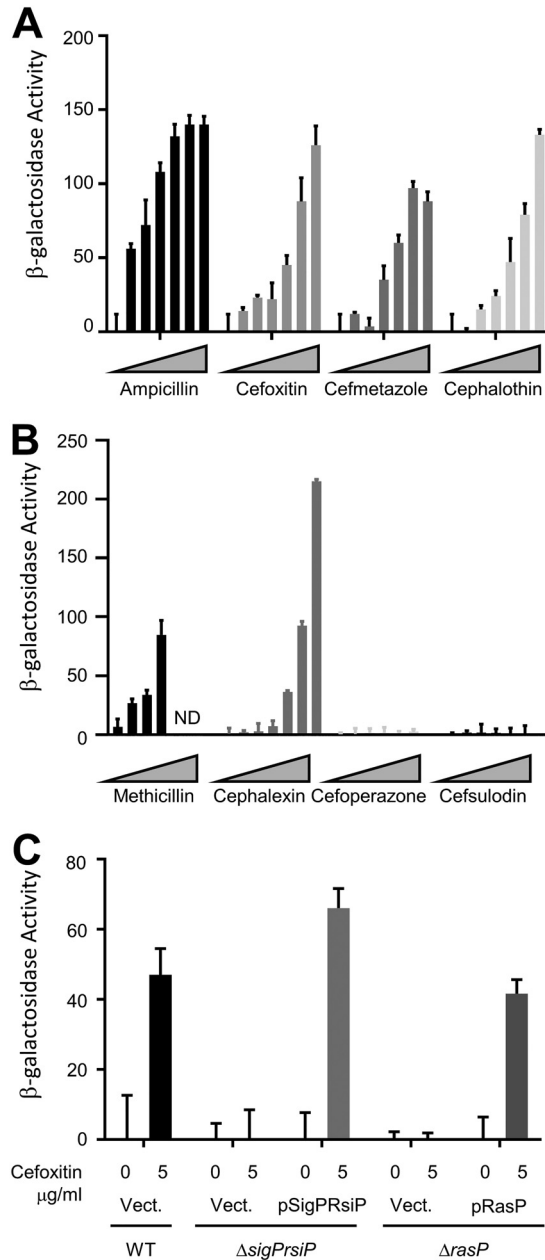 A
β-galactosidase Activity
200
150
100
50
0
Ampicillin Cefoxitin Cefmetazole Cephalothin
B
β-galactosidase Activity
250
200
150
100
50
0
ND
Methicillin Cephalexin Cefoperazone Cefsulodin
C
β-galactosidase Activity
80
60
40
20
0
Cefoxitin 0 5 0 5 0 5 0 5 0 5
μg/ml
Vect. Vect. pSigPRsiP Vect. pRasP
WT ΔsigPrsiP ΔrasP